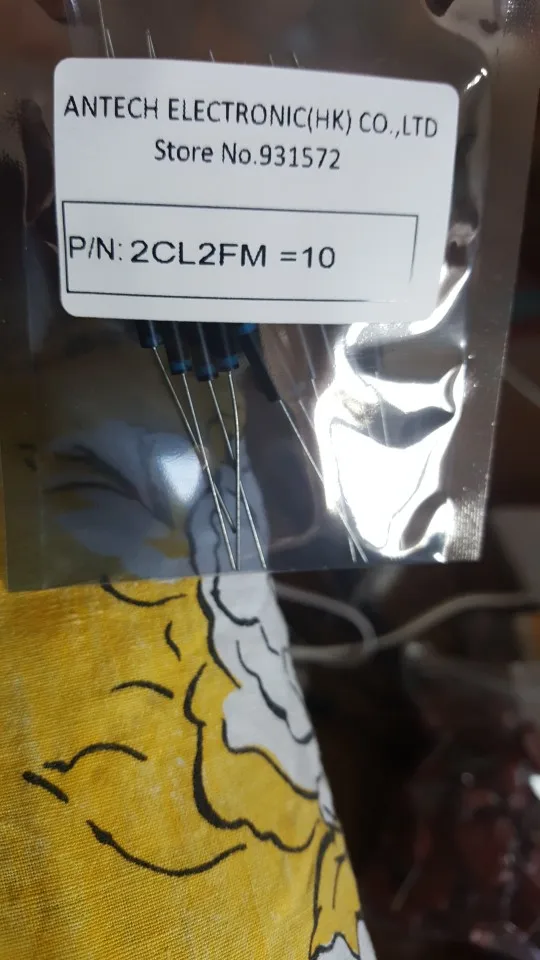 ANTECH ELECTRONIC(HK) CO.,LTD
Store No.931572
P/N: 2CL2FM =10